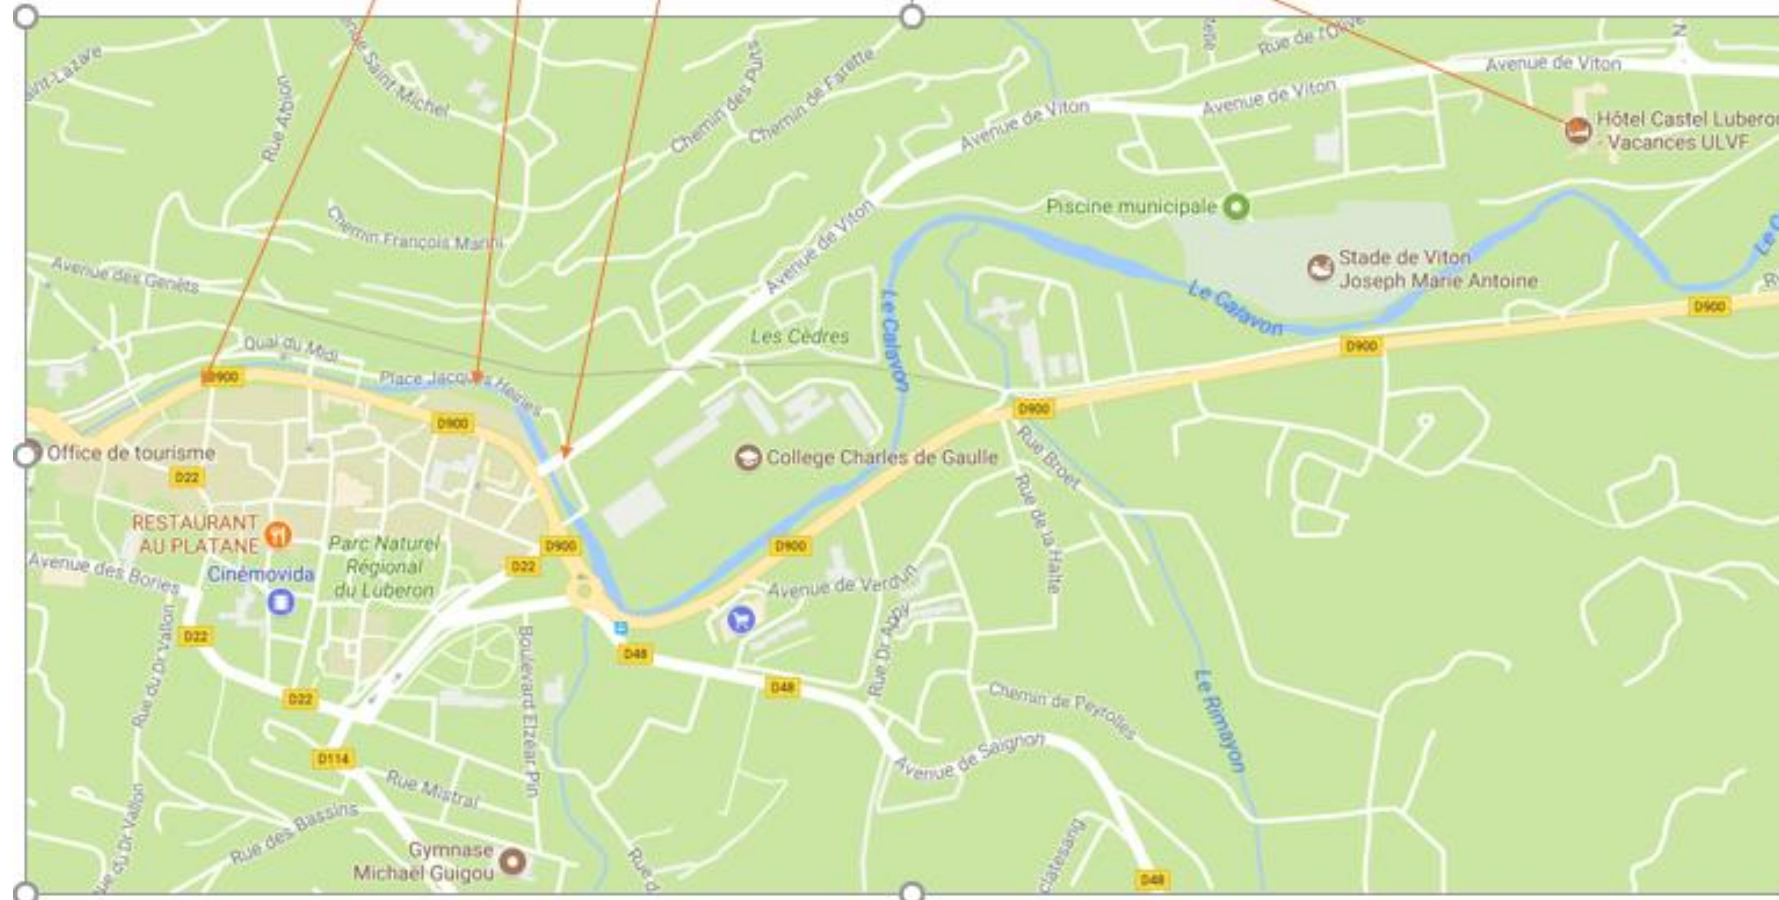 Rue de l'Olive
Avenue de Viton
Saint-Michel
Rue Albion
Chemin des Puits
Chemin de Farette
Avenue de Viton
Avenue de Viton
Hôtel Castel Luberon
- Vacances ULVF
Piscine municipale
Chemin François Marini
Avenue de Viton
Stade de Viton
Joseph Marie Antoine
Avenue des Genêts
Le Calavon
Le Calavon
D900
Les Cèdres
Quai du Midi
D900
D900
Place Jacques Heiries
D900
D900
Office de tourisme
College Charles de Gaulle
Rue Broet
D22
Rue de la Halte
RESTAURANT
AU PLATANE
Parc Naturel
Régional
du Luberon
D900
D900
D22
Avenue des Bories
Cinémovida
Avenue de Verdun
D22
Rue du Dr Vallon
Boulevard Elzéar Pin
D48
Rue Dr Appy
D48
D22
Chemin de Peyrolles
Le Rimayon
D114
Avenue de Saignon
Rue Mistral
Rue des Bassins
Gymnase
Michaël Guigou
D48